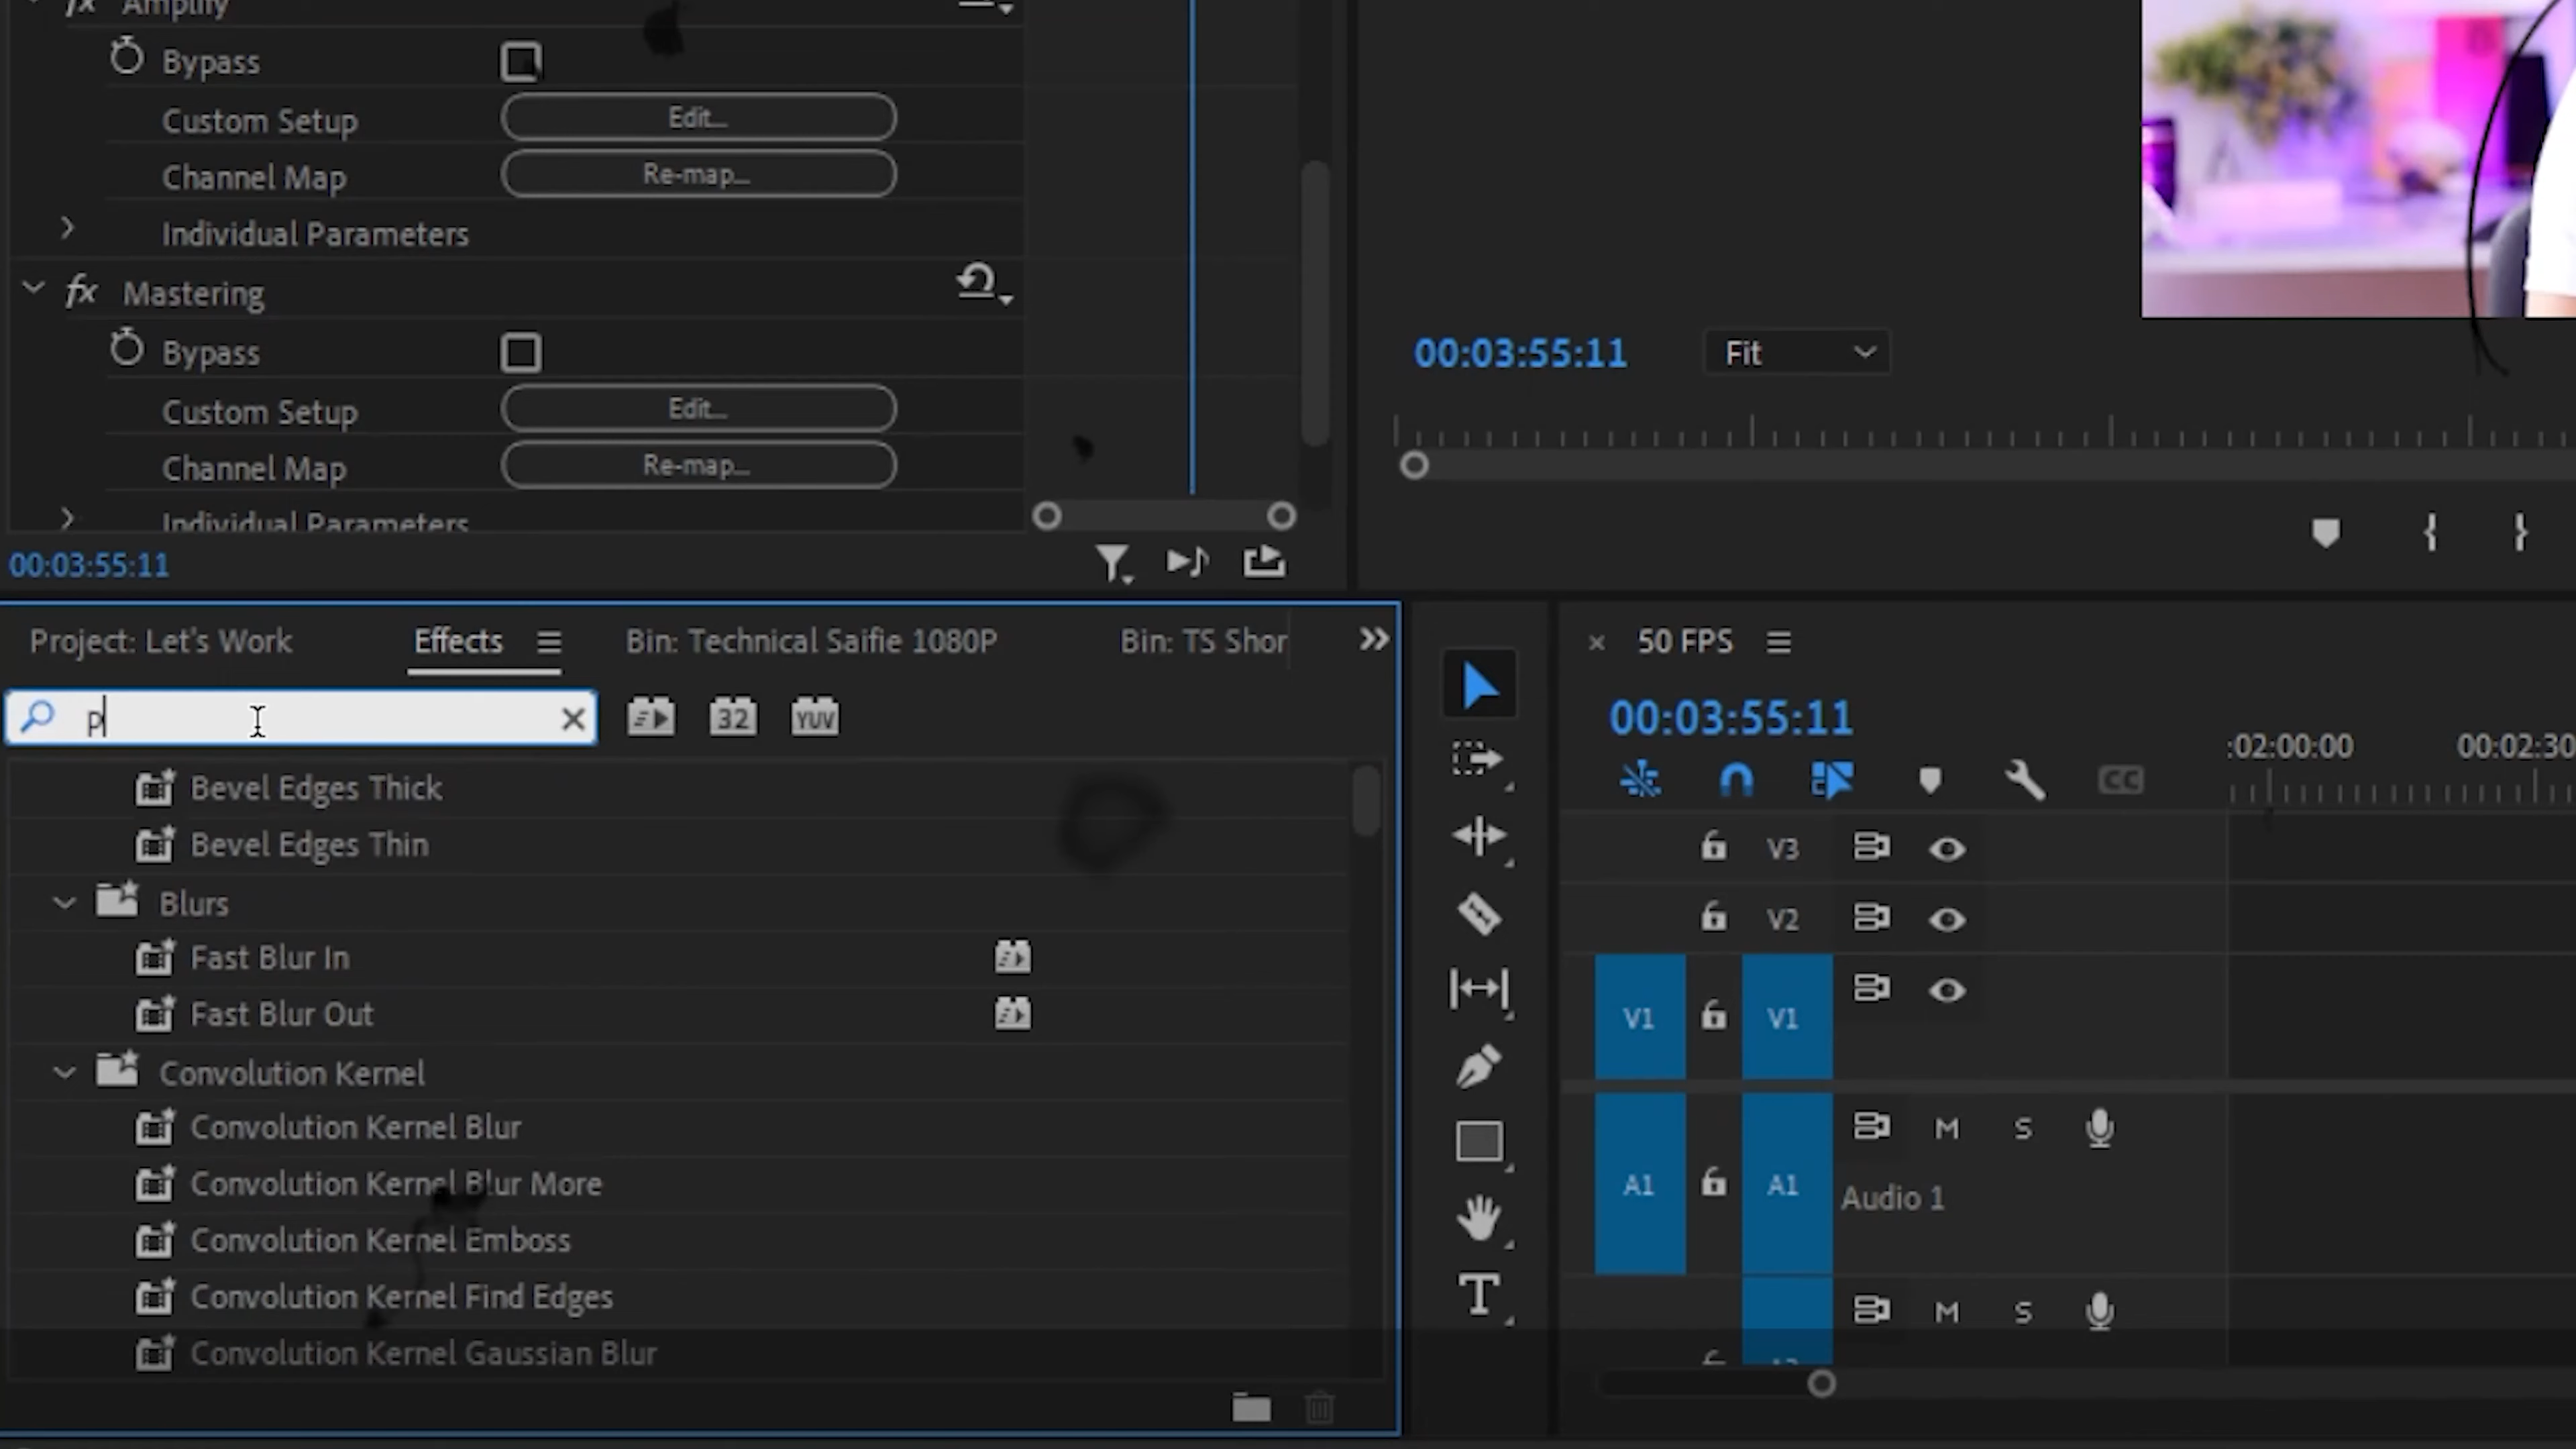 fx Amplify
Bypass
Custom Setup Edit...
Channel Map Re-map...
Individual Parameters
fx Mastering
Bypass
Custom Setup Edit...
Channel Map Re-map...
Individual Parameters
00:03:55:11
00:03:55:11 Fit
Project: Let's Work Effects Bin: Technical Saifie 1080P Bin: TS Shor
p
32 YUV
Bevel Edges Thick
Bevel Edges Thin
Blurs
Fast Blur In
Fast Blur Out
Convolution Kernel
Convolution Kernel Blur
Convolution Kernel Blur More
Convolution Kernel Emboss
Convolution Kernel Find Edges
Convolution Kernel Gaussian Blur
T
× 50 FPS
00:03:55:11
:02:00:00 00:02:30
CC
V3
V2
V1 V1
A1 A1 M S
Audio 1
M S